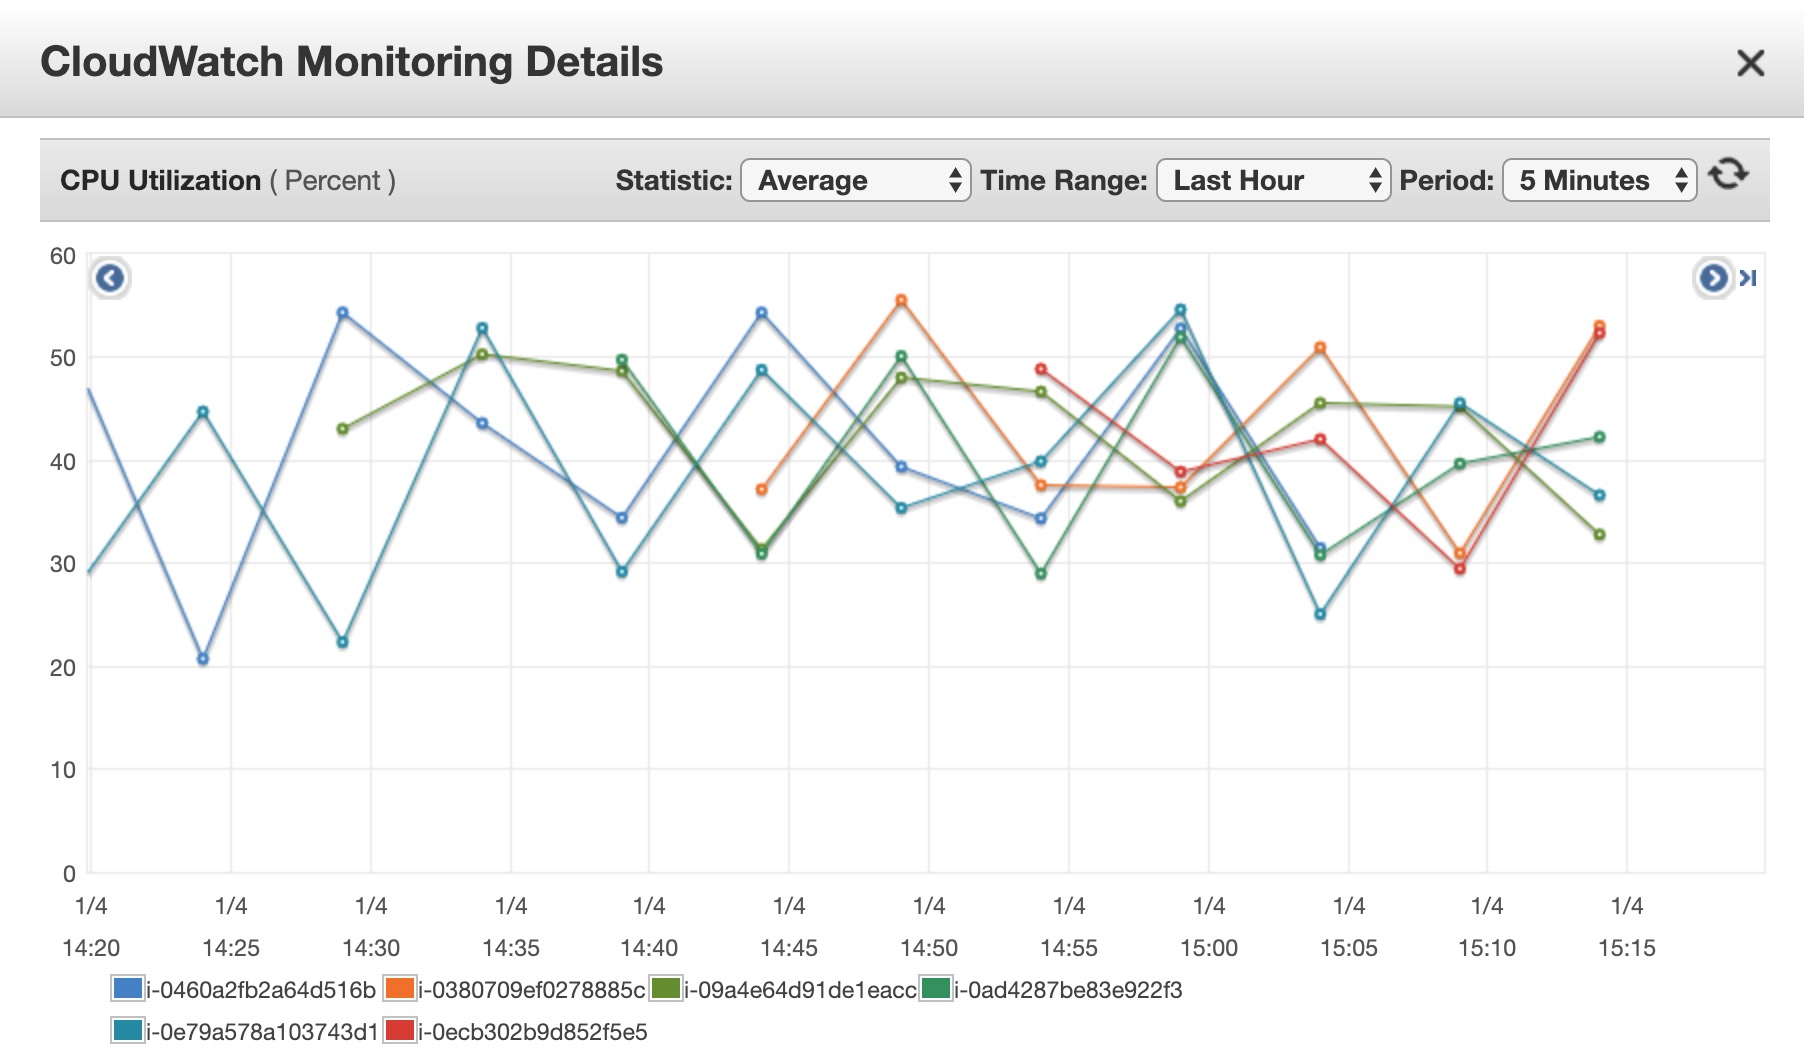 CloudWatch Monitoring Details
CPU Utilization ( Percent ) Statistic: Average Time Range: Last Hour Period: 5 Minutes
60
50
40
30
20
10
0
1/4 1/4 1/4 1/4 1/4 1/4 1/4 1/4 1/4 1/4 1/4 1/4
14:20 14:25 14:30 14:35 14:40 14:45 14:50 14:55 15:00 15:05 15:10 15:15
i-0460a2fb2a64d516b i-0380709ef0278885c i-09a4e64d91de1eacc i-0ad4287be83e922f3
i-0e79a578a103743d1 i-0ecb302b9d852f5e5